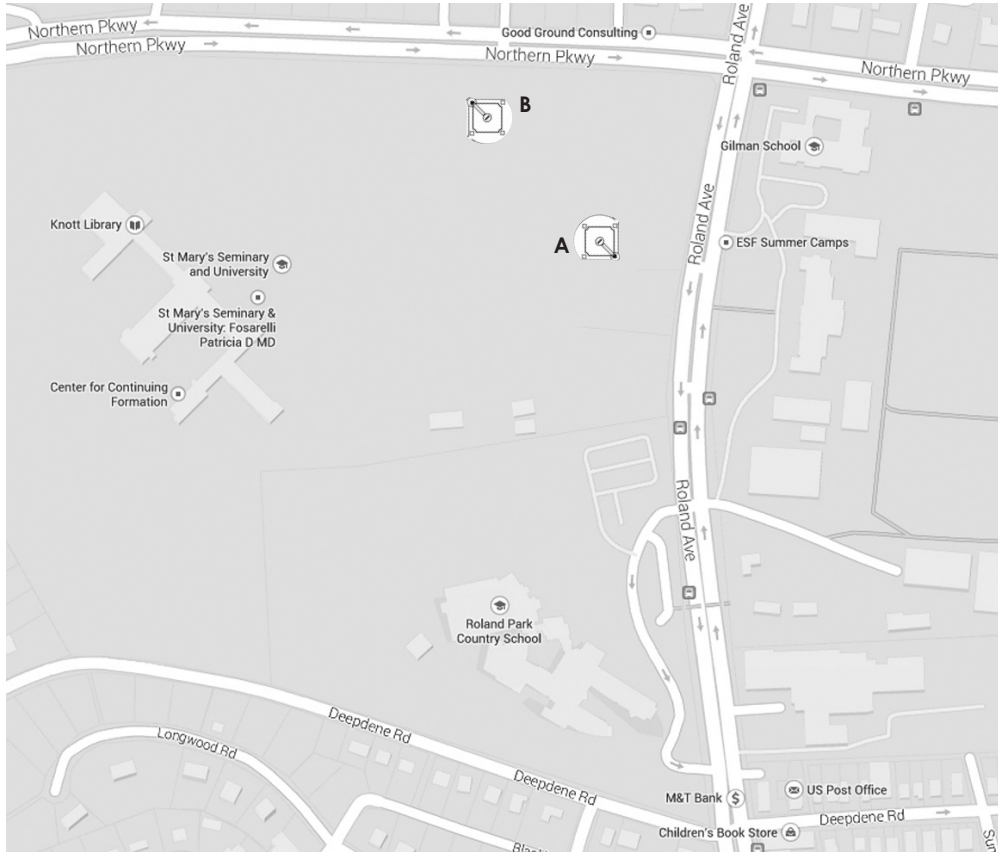 Northern Pkwy
Northern Pkwy
Good Ground Consulting
Northern Pkwy
Roland Ave
Northern Pkwy
B
Gilman School
Knott Library
A
Roland Ave
ESF Summer Camps
St Mary's Seminary
and University
St Mary's Seminary &
University: Fosarelli
Patricia D MD
Center for Continuing
Formation
Roland Ave
Roland Park
Country School
Deepdene Rd
Longwood Rd
Deepdene Rd
M&T Bank
$
US Post Office
Deepdene Rd
Children's Book Store